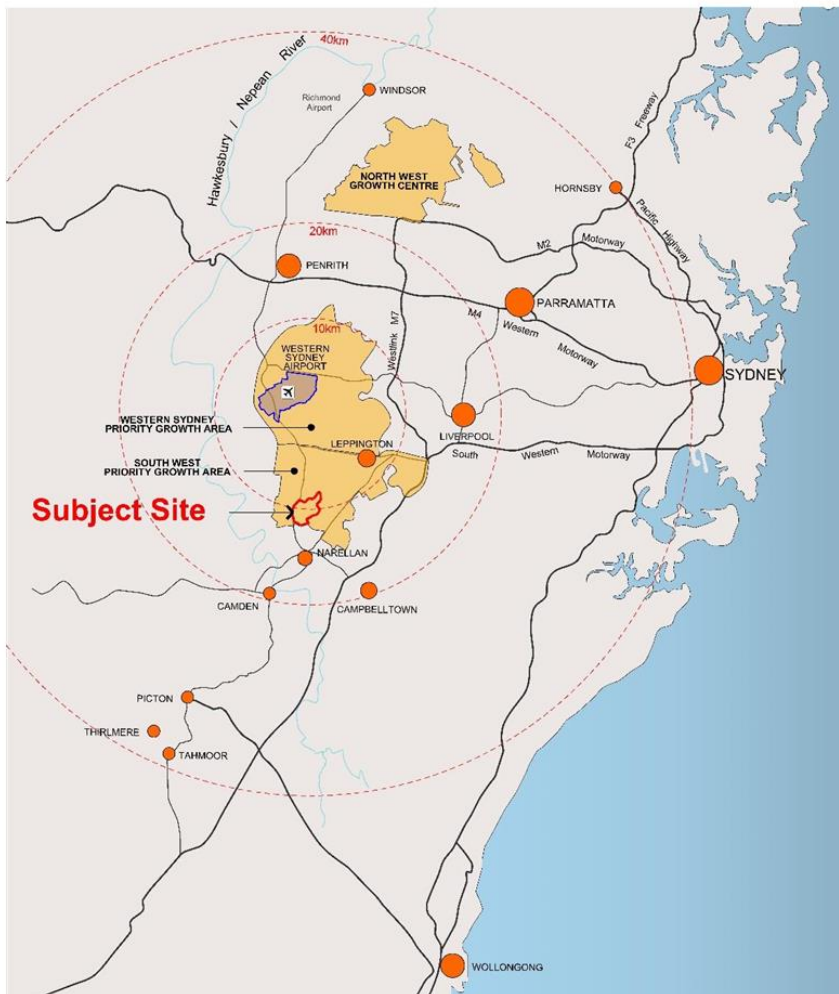 40km
Hawkesbury / Nepean River
WINDSOR
Richmond
Airport
F3 Freeway
NORTH WEST
GROWTH CENTRE
HORNSBY
Pacific Highway
20km
M2 Motorway
PENRITH
PARRAMATTA
Westlink M7
M4 Western Motorway
10km
WESTERN
SYDNEY
AIRPORT
SYDNEY
WESTERN SYDNEY
PRIORITY GROWTH AREA
LIVERPOOL
LEPPINGTON
South Western Motorway
SOUTH WEST
PRIORITY GROWTH AREA
Subject Site
NARELLAN
CAMDEN
CAMPBELLTOWN
PICTON
THIRLMERE
TAHMOOR
WOLLONGONG